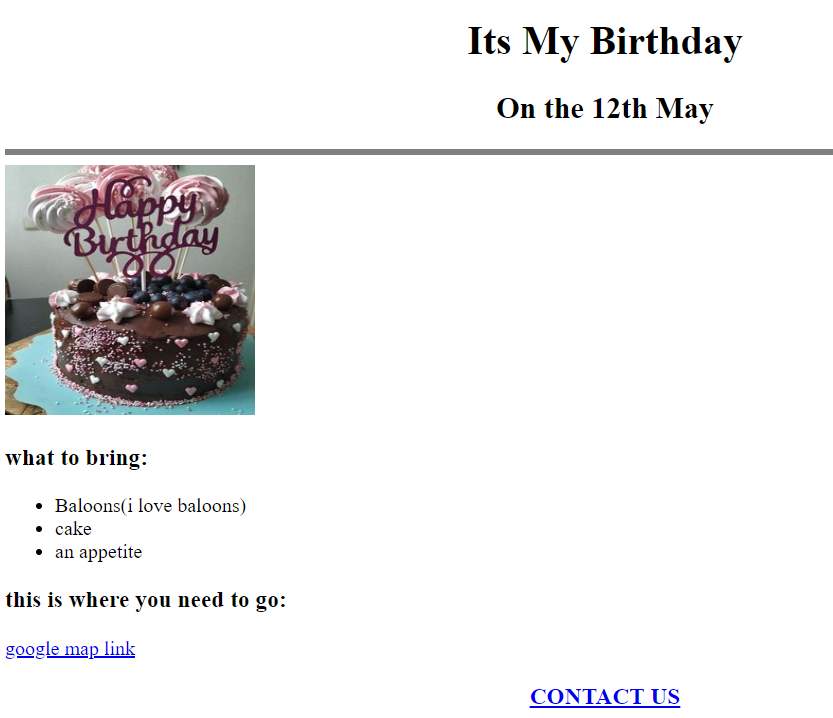 Its My Birthday
On the 12th May
Happy
Birthday
what to bring:
Baloons(i love baloons)
cake
an appetite
this is where you need to go:
google map link
CONTACT US